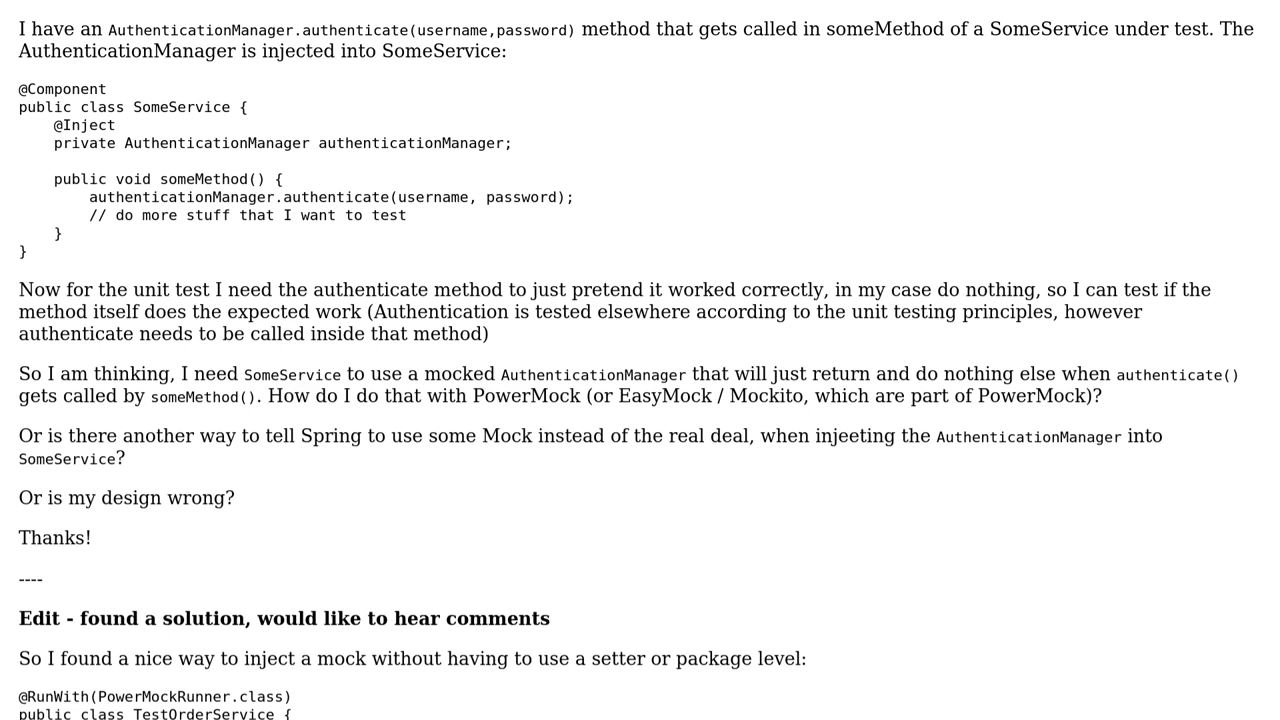 I have an AuthenticationManager.authenticate(username,password) method that gets called in someMethod of a SomeService under test. The
AuthenticationManager is injected into SomeService:
@Component
public class SomeService {
    @Inject
    private AuthenticationManager authenticationManager;
    public void someMethod() {
        authenticationManager.authenticate(username, password);
        // do more stuff that I want to test
    }
}
Now for the unit test I need the authenticate method to just pretend it worked correctly, in my case do nothing, so I can test if the
method itself does the expected work (Authentication is tested elsewhere according to the unit testing principles, however
authenticate needs to be called inside that method)
So I am thinking, I need SomeService to use a mocked AuthenticationManager that will just return and do nothing else when authenticate()
gets called by someMethod(). How do I do that with PowerMock (or EasyMock / Mockito, which are part of PowerMock)?
Or is there another way to tell Spring to use some Mock instead of the real deal, when injeeting the AuthenticationManager into
SomeService?
Or is my design wrong?
Thanks!
----
Edit - found a solution, would like to hear comments
So I found a nice way to inject a mock without having to use a setter or package level:
@RunWith(PowerMockRunner.class)
public class TestOrderService {